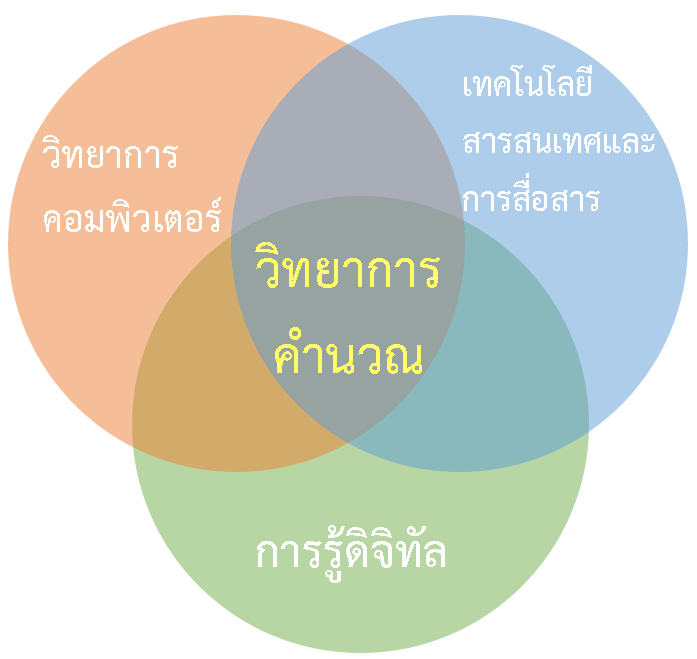 วิทยาการ
คอมพิวเตอร์
เทคโนโลยี
สารสนเทศและ
การสื่อสาร
วิทยาการ
คำนวณ
การรู้ดิจิทัล